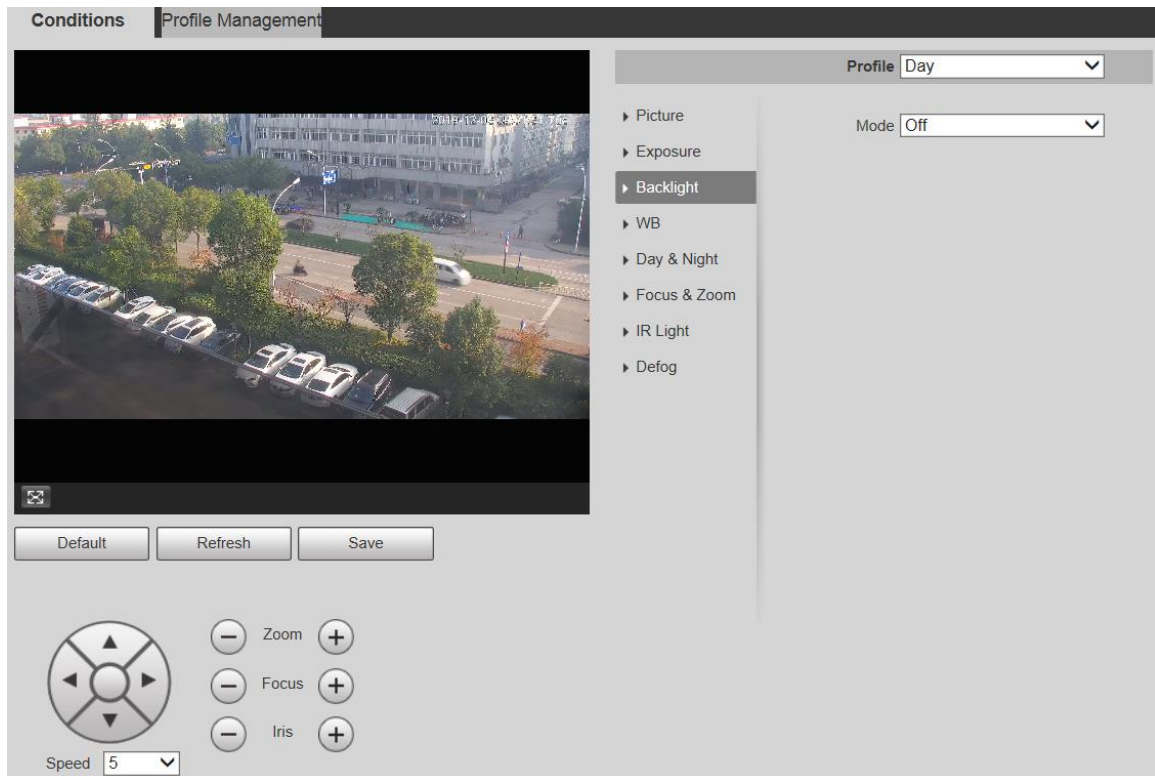 Conditions
Profile Management
Profile Day
Picture
Mode Off
Exposure
Backlight
WB
Day & Night
Focus & Zoom
IR Light
Defog
Default Refresh Save
Zoom
Focus
Iris
Speed 5